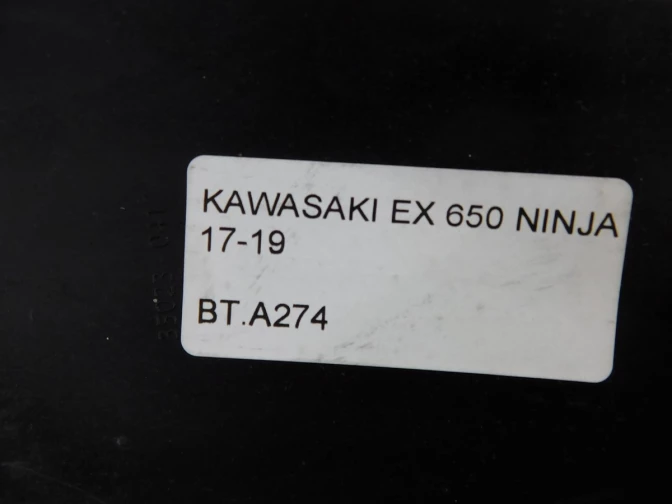 KAWASAKI EX 650 NINJA
17-19
BT.A274